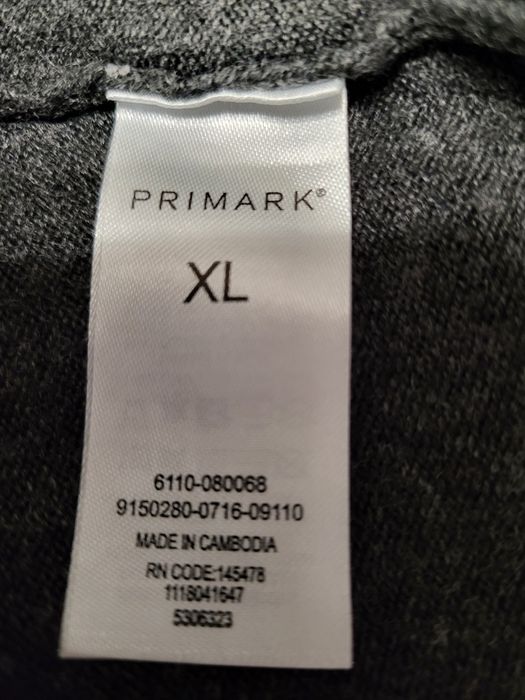 PRIMARK®
XL
6110-080068
9150280-0716-09110
MADE IN CAMBODIA
RN CODE:145478
1118041647
5306323